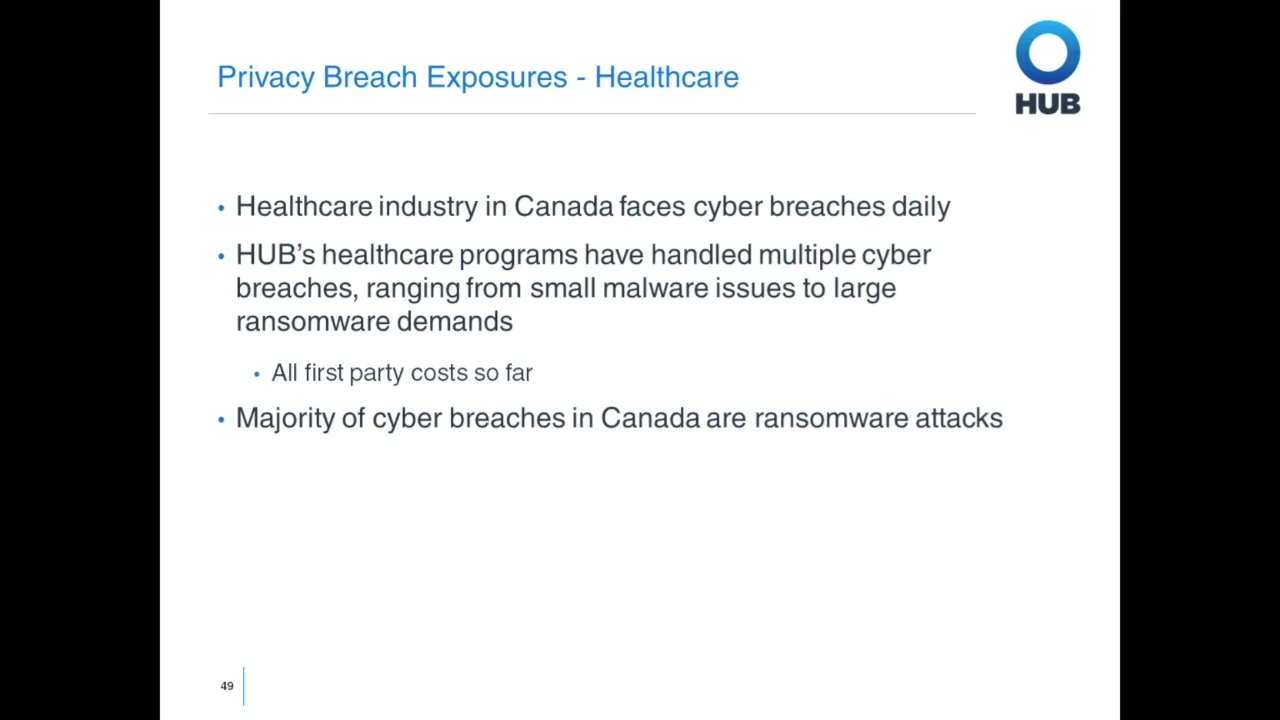 Privacy Breach Exposures - Healthcare
HUB
• Healthcare industry in Canada faces cyber breaches daily
• HUB’s healthcare programs have handled multiple cyber
breaches, ranging from small malware issues to large
ransomware demands
• All first party costs so far
• Majority of cyber breaches in Canada are ransomware attacks
49